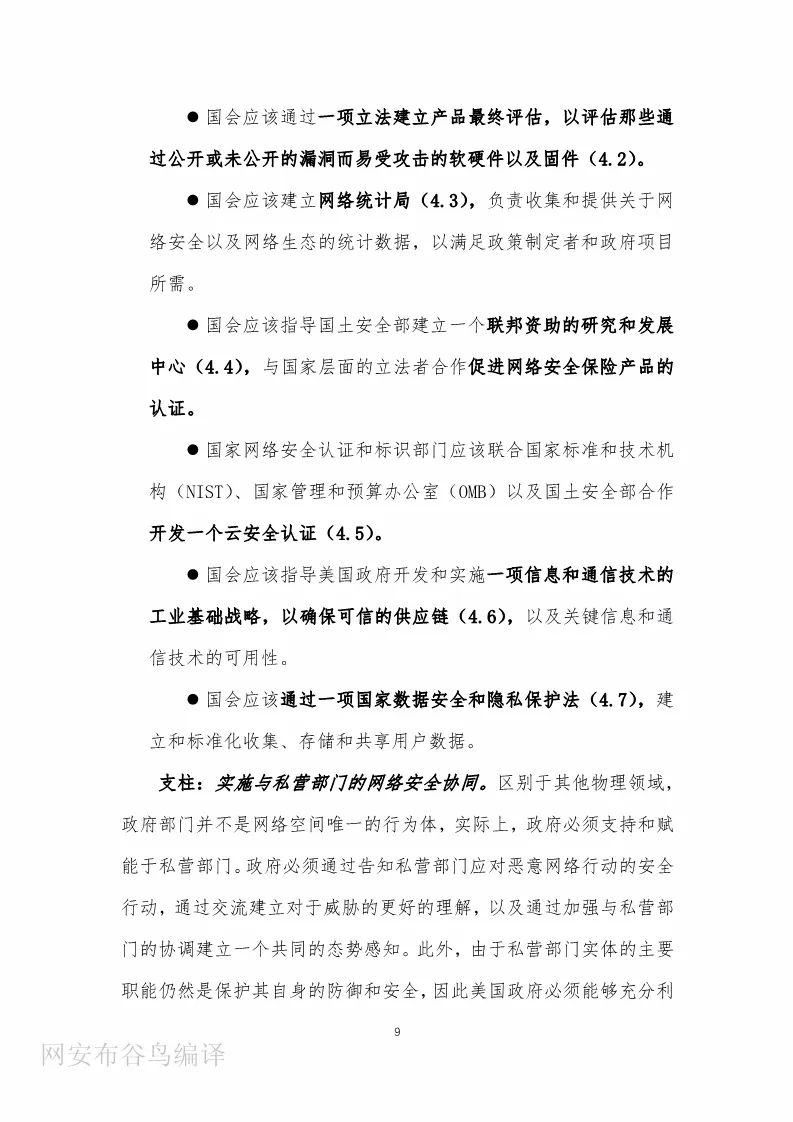 ●国会应该通过一项立法建立产品最终评估，以评估那些通
过公开或未公开的漏洞而易受攻击的软硬件以及固件（4.2）。
●国会应该建立网络统计局（4.3），负责收集和提供关于网
络安全以及网络生态的统计数据，以满足政策制定者和政府项目
所需。
●国会应该指导国土安全部建立一个联邦资助的研究和发展
中心（4.4），与国家层面的立法者合作促进网络安全保险产品的
认证。
●国家网络安全认证和标识部门应该联合国家标准和技术机
构（NIST）、国家管理和预算办公室（OMB）以及国土安全部合作
开发一个云安全认证（4.5）。
●国会应该指导美国政府开发和实施一项信息和通信技术的
工业基础战略，以确保可信的供应链（4.6），以及关键信息和通
信技术的可用性。
●国会应该通过一项国家数据安全和隐私保护法（4.7），建
立和标准化收集、存储和共享用户数据。
支柱：实施与私营部门的网络安全协同。区别于其他物理领域，
政府部门并不是网络空间唯一的行为体，实际上，政府必须支持和赋
能于私营部门。政府必须通过告知私营部门应对恶意网络行动的安全
行动，通过交流建立对于威胁的更好的理解，以及通过加强与私营部
门的协调建立一个共同的态势感知。此外，由于私营部门实体的主要
职能仍然是保护其自身的防御和安全，因此美国政府必须能够充分利
9
网安布谷鸟编译